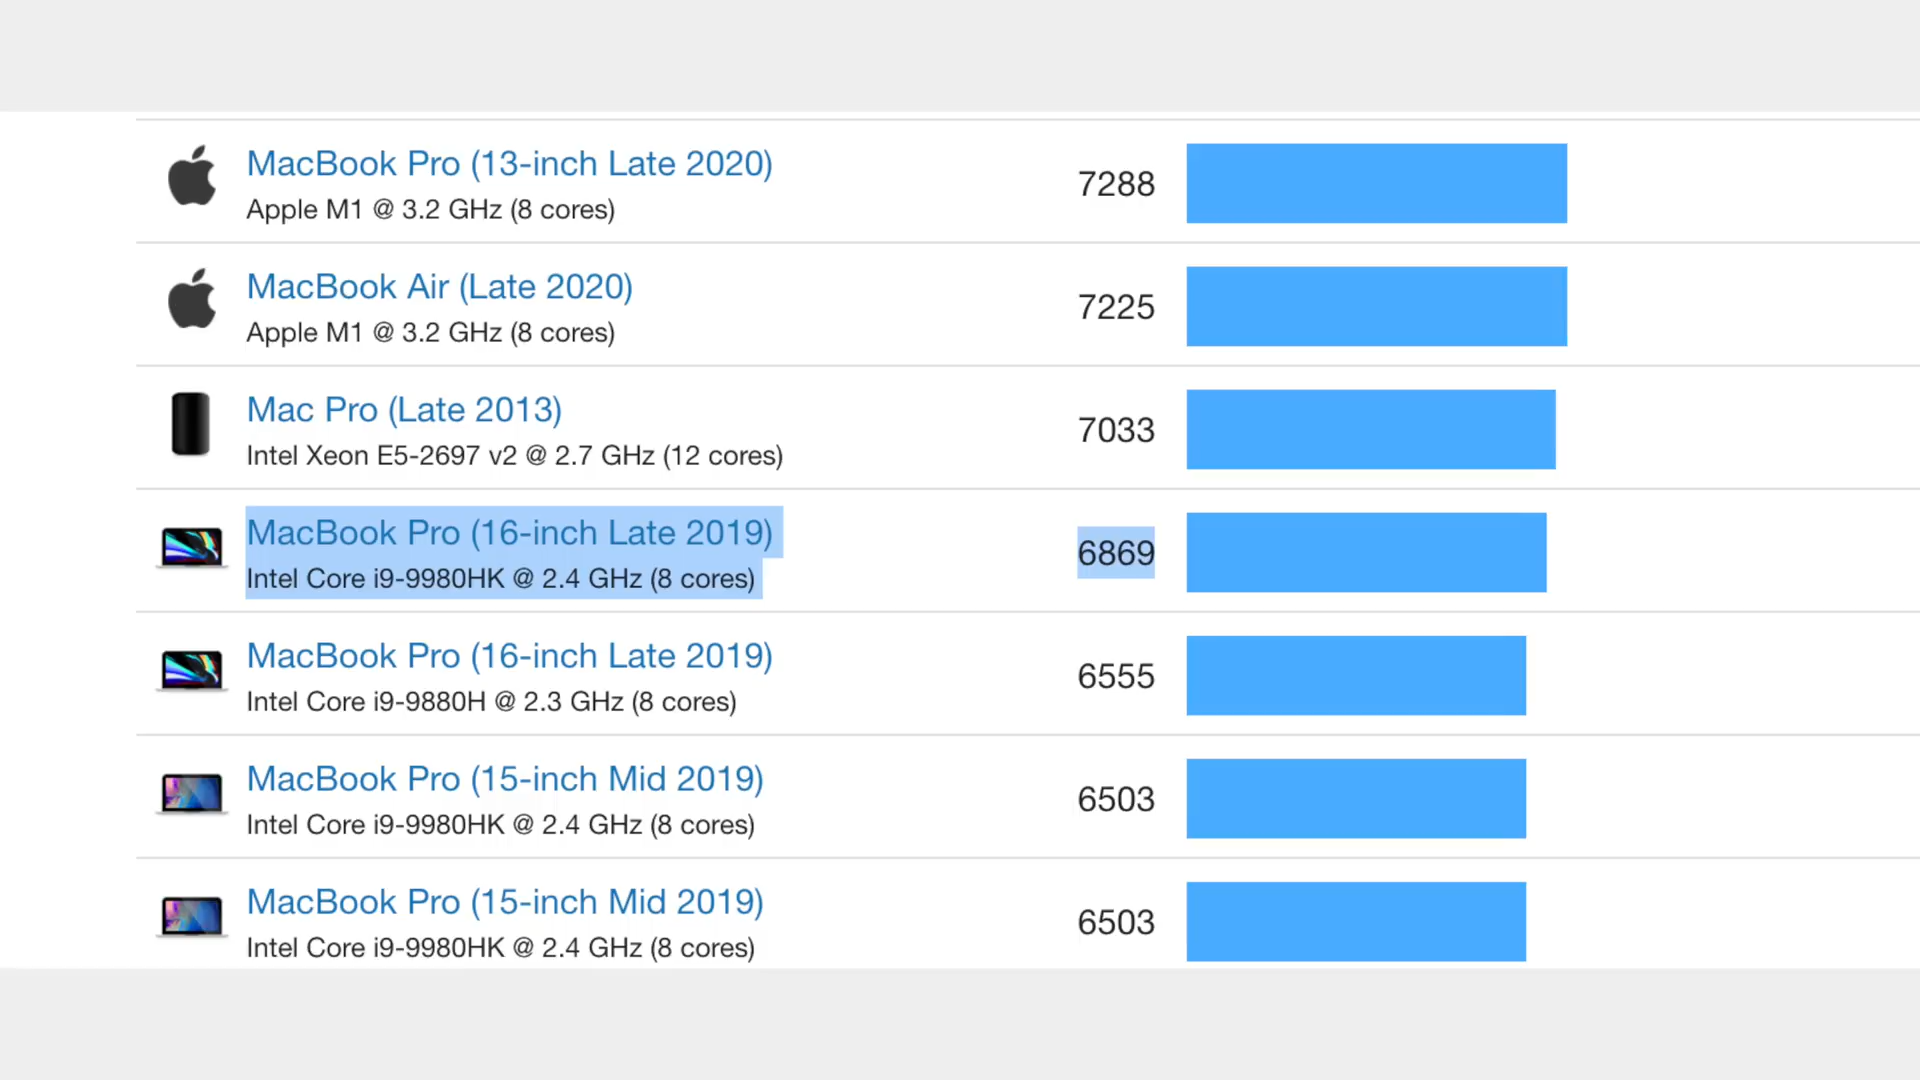 MacBook Pro (13-inch Late 2020)
Apple M1 @ 3.2 GHz (8 cores)
7288
MacBook Air (Late 2020)
Apple M1 @ 3.2 GHz (8 cores)
7225
Mac Pro (Late 2013)
Intel Xeon E5-2697 v2 @ 2.7 GHz (12 cores)
7033
MacBook Pro (16-inch Late 2019)
Intel Core i9-9980HK @ 2.4 GHz (8 cores)
6869
MacBook Pro (16-inch Late 2019)
Intel Core i9-9880H @ 2.3 GHz (8 cores)
6555
MacBook Pro (15-inch Mid 2019)
Intel Core i9-9980HK @ 2.4 GHz (8 cores)
6503
MacBook Pro (15-inch Mid 2019)
Intel Core i9-9980HK @ 2.4 GHz (8 cores)
6503